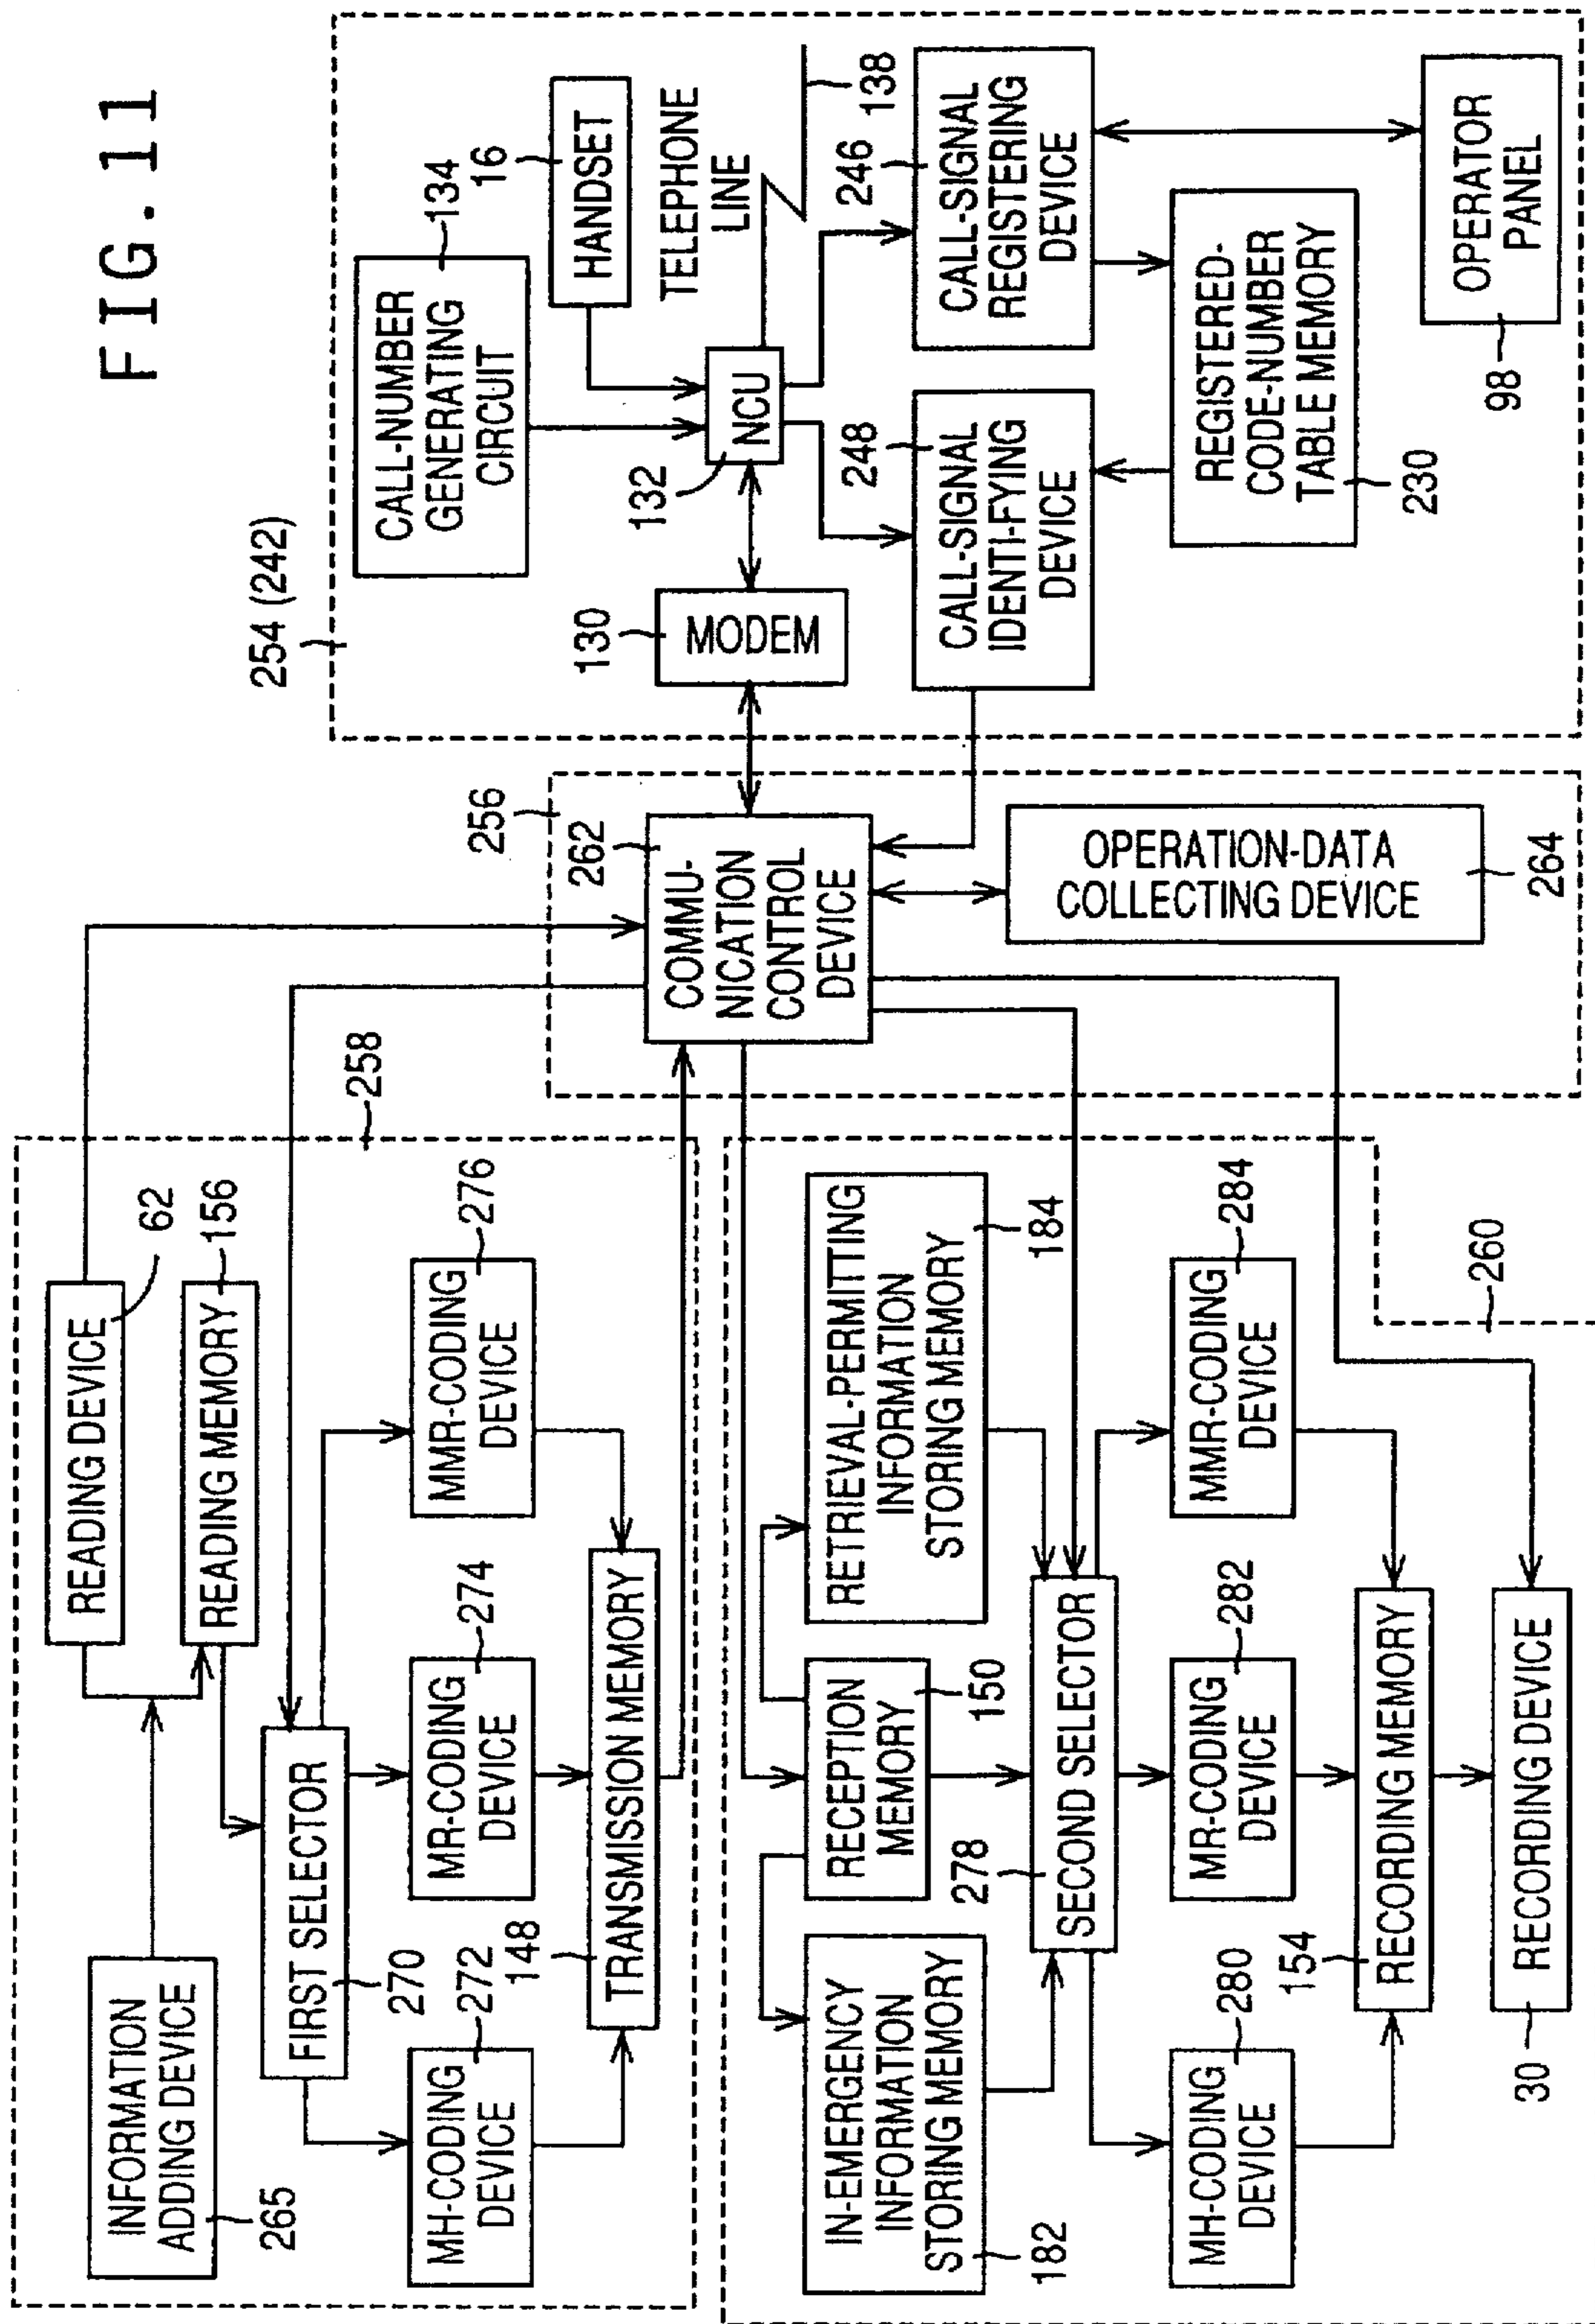 FIG.11
254 (242)
CALL-NUMBER
GENERATING
CIRCUIT
134
16
HANDSET
TELEPHONE
LINE
138
NCU
132
130
MODEM
246
CALL-SIGNAL
REGISTERING
DEVICE
248
CALL-SIGNAL
IDENTI-FYING
DEVICE
REGISTERED-
CODE-NUMBER
TABLE MEMORY
230
OPERATOR
PANEL
98
256
262
COMMU-
NICATION
CONTROL
DEVICE
OPERATION-DATA
COLLECTING DEVICE
264
258
READING DEVICE
62
READING MEMORY
156
INFORMATION
ADDING DEVICE
265
FIRST SELECTOR
270
MH-CODING
DEVICE
272
MR-CODING
DEVICE
274
MMR-CODING
DEVICE
276
148
TRANSMISSION MEMORY
IN-EMERGENCY
INFORMATION
STORING MEMORY
182
RECEPTION
MEMORY
150
RETRIEVAL-PERMITTING
INFORMATION
STORING MEMORY
184
278
SECOND SELECTOR
MH-CODING
DEVICE
280
MR-CODING
DEVICE
282
MMR-CODING
DEVICE
284
260
154
RECORDING MEMORY
30
RECORDING DEVICE